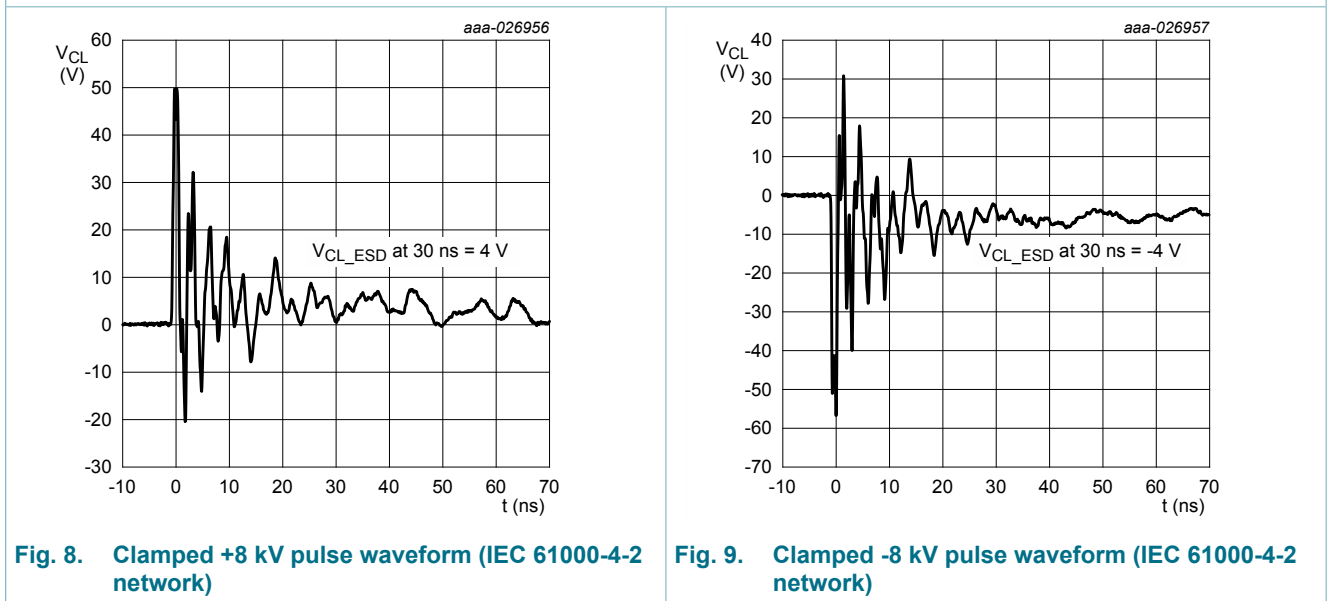 aaa-026956
V_CL
(V)
60
50
40
30
20
10
0
-10
-20
-30
V_CL_ESD at 30 ns = 4 V
-10 0 10 20 30 40 50 60 70
t (ns)
Fig. 8. Clamped +8 kV pulse waveform (IEC 61000-4-2
network)
aaa-026957
V_CL
(V)
40
30
20
10
0
-10
-20
-30
-40
-50
-60
-70
V_CL_ESD at 30 ns = -4 V
-10 0 10 20 30 40 50 60 70
t (ns)
Fig. 9. Clamped -8 kV pulse waveform (IEC 61000-4-2
network)